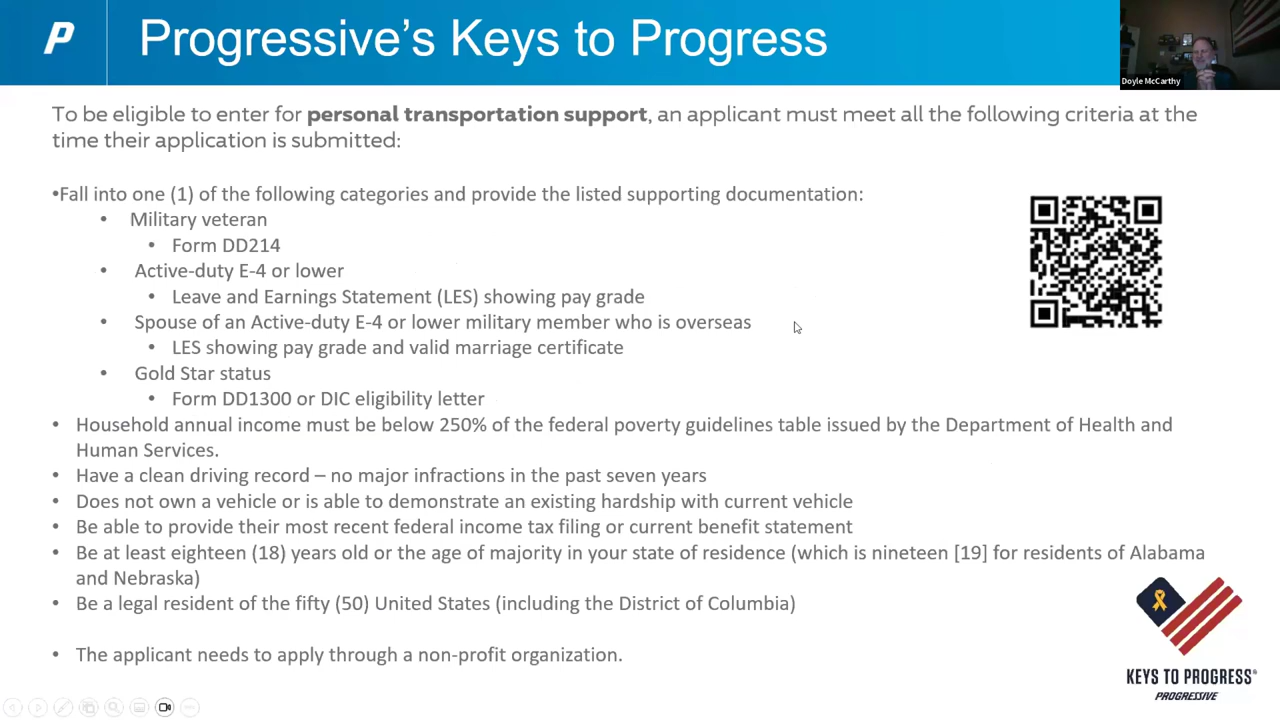 P
Progressive's Keys to Progress
Doyle McCarthy
To be eligible to enter for personal transportation support, an applicant must meet all the following criteria at the
time their application is submitted:
•Fall into one (1) of the following categories and provide the listed supporting documentation:
• Military veteran
• Form DD214
• Active-duty E-4 or lower
• Leave and Earnings Statement (LES) showing pay grade
• Spouse of an Active-duty E-4 or lower military member who is overseas
• LES showing pay grade and valid marriage certificate
• Gold Star status
• Form DD1300 or DIC eligibility letter
• Household annual income must be below 250% of the federal poverty guidelines table issued by the Department of Health and
Human Services.
• Have a clean driving record – no major infractions in the past seven years
• Does not own a vehicle or is able to demonstrate an existing hardship with current vehicle
• Be able to provide their most recent federal income tax filing or current benefit statement
• Be at least eighteen (18) years old or the age of majority in your state of residence (which is nineteen [19] for residents of Alabama
and Nebraska)
• Be a legal resident of the fifty (50) United States (including the District of Columbia)
• The applicant needs to apply through a non-profit organization.
KEYS TO PROGRESS®
PROGRESSIVE